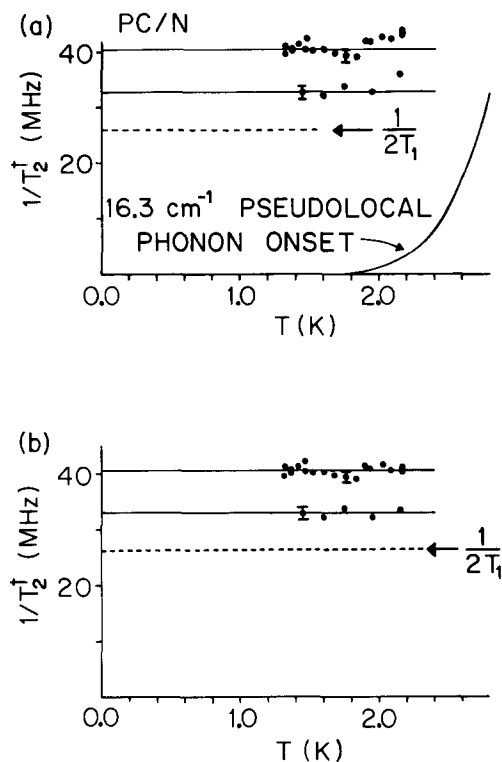 (a) PC/N
1/T₂† (MHz)
40
20
1
2T₁
16.3 cm⁻¹ PSEUDOLOCAL
PHONON ONSET
0.0 1.0 2.0
T (K)
(b)
1/T₂† (MHz)
40
20
1
2T₁
0.0 1.0 2.0
T (K)